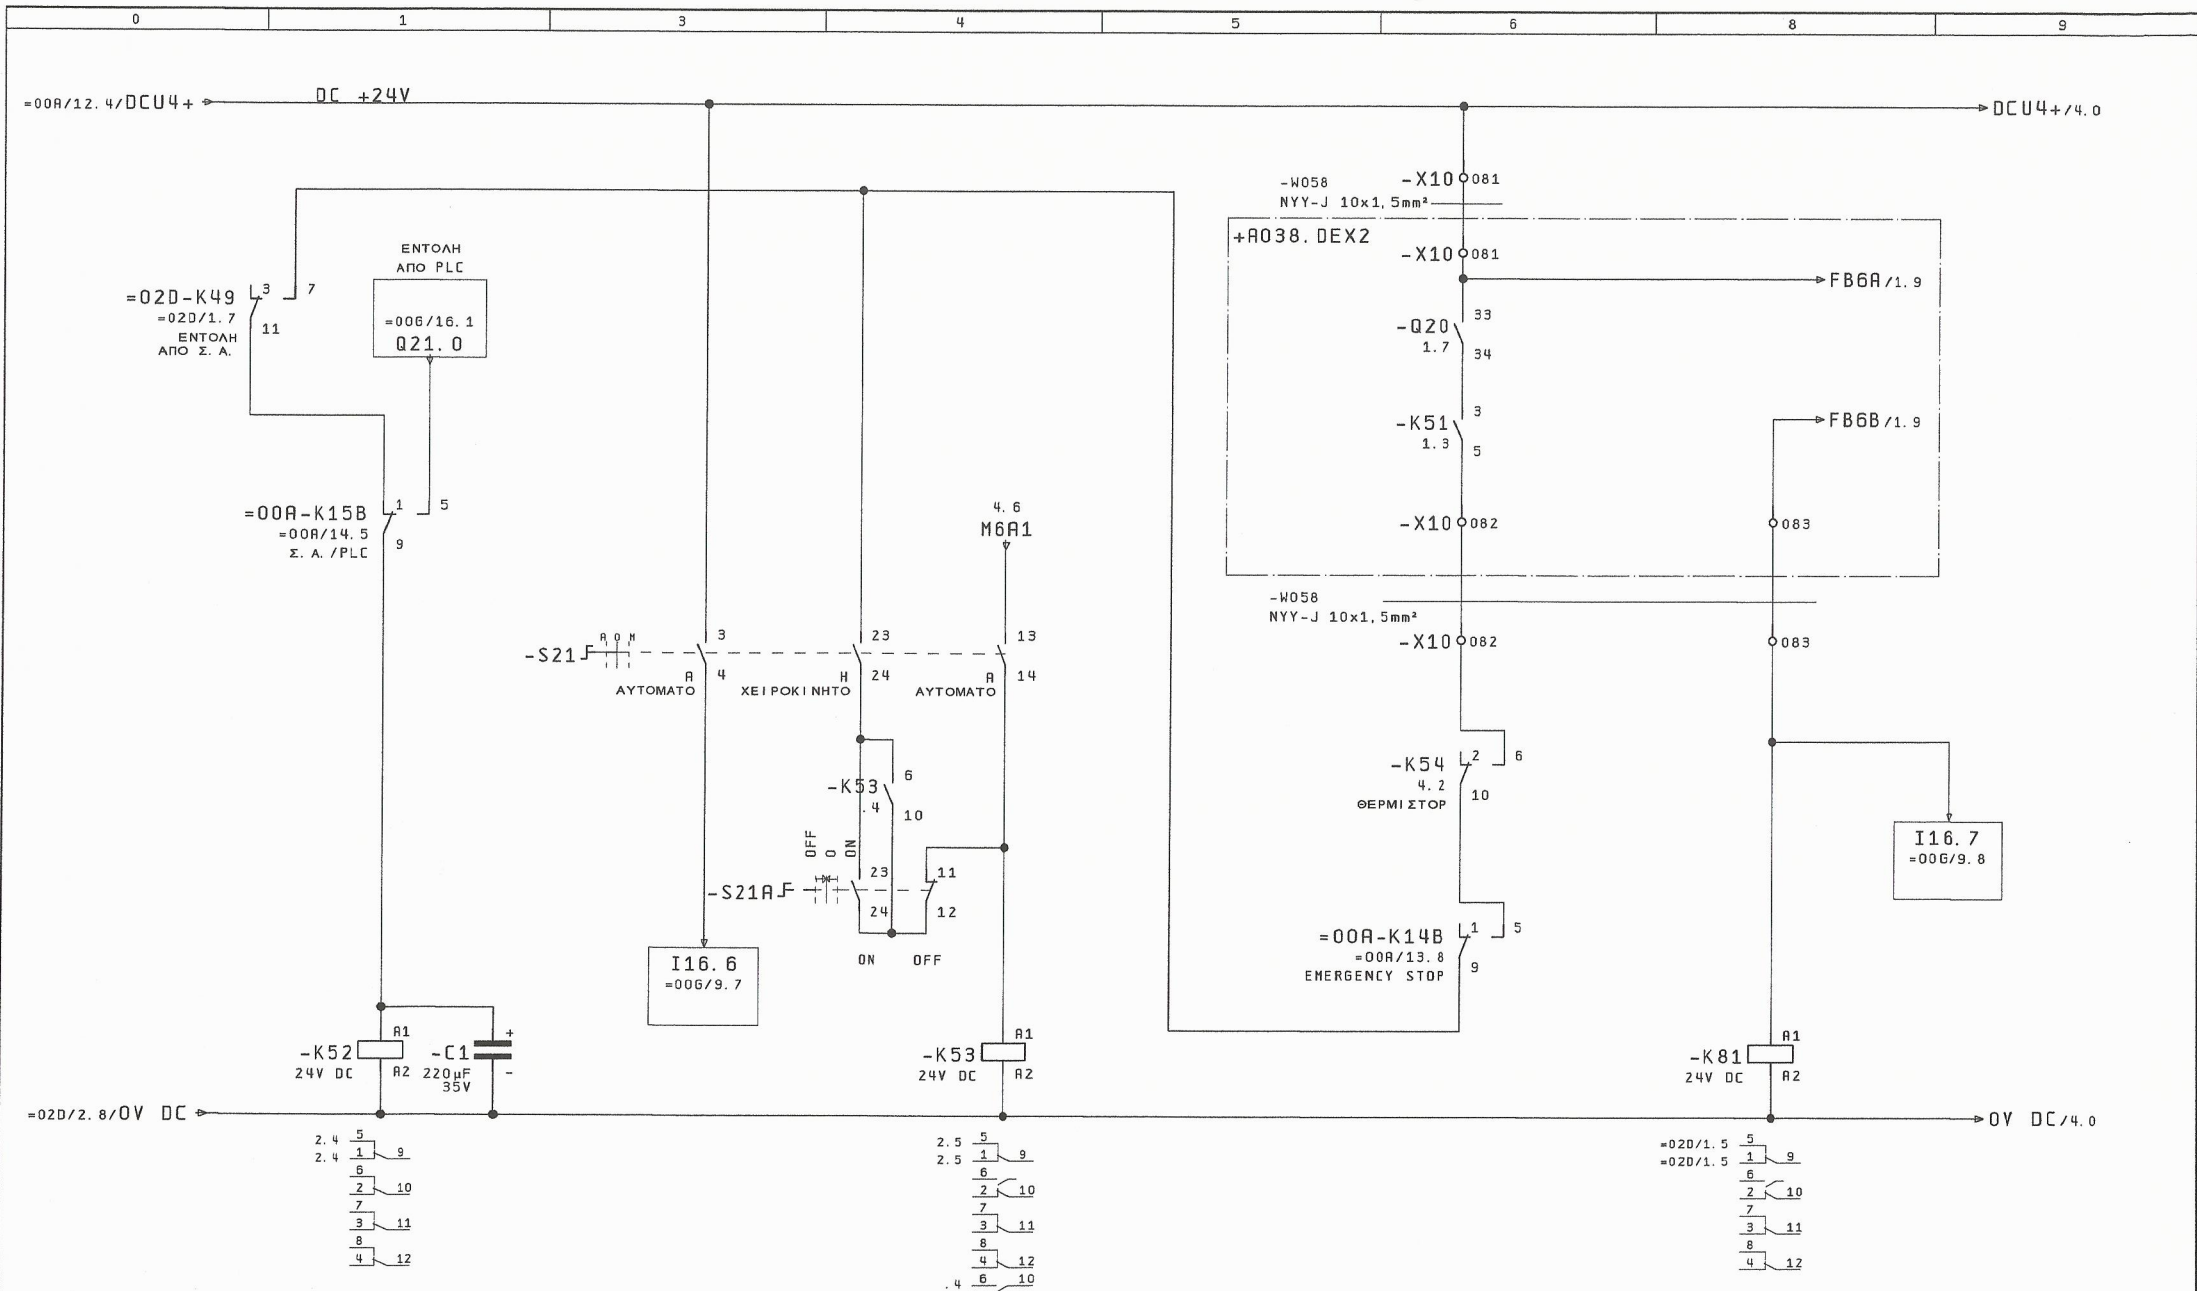 0 1 3 4 5 6 8 9
=00A/12.4/DCU4+
DC +24V
DCU4+/4.0
-W058
NYY-J 10x1,5mm²
-X10 081
+A038.DEX2
-X10 081
FB6A/1.9
ΕΝΤΟΛΗ
ΑΠΟ PLC
=00G/16.1
Q21.0
=02D-K49
=02D/1.7
ΕΝΤΟΛΗ
ΑΠΟ Σ.Α.
3 7
11
-Q20
1.7
33
34
-K51
1.3
3
5
FB6B/1.9
=00A-K15B
=00A/14.5
Σ.Α./PLC
1 5
9
4.6
M6A1
-X10 082
083
-W058
NYY-J 10x1,5mm²
-X10 082
083
-S21
A O M
3
A 4
ΑΥΤΟΜΑΤΟ
23
H 24
ΧΕΙΡΟΚΙΝΗΤΟ
13
A 14
ΑΥΤΟΜΑΤΟ
-K53
.4
6
10
-K54
4.2
ΘΕΡΜΙΣΤΟΡ
2 6
10
OFF
O
ON
-S21A
23
24
11
12
ON OFF
I16.6
=00G/9.7
I16.7
=00G/9.8
=00A-K14B
=00A/13.8
EMERGENCY STOP
1 5
9
-K52
24V DC
A1
A2
-C1
220µF
35V
+
-
-K53
24V DC
A1
A2
-K81
24V DC
A1
A2
=02D/2.8/0V DC
0V DC/4.0
2.4 5
2.4 1 9
6
2 10
7
3 11
8
4 12
2.5 5
2.5 1 9
6
2 10
7
3 11
8
4 12
.4 6 10
=02D/1.5 5
=02D/1.5 1 9
6
2 10
7
3 11
8
4 12